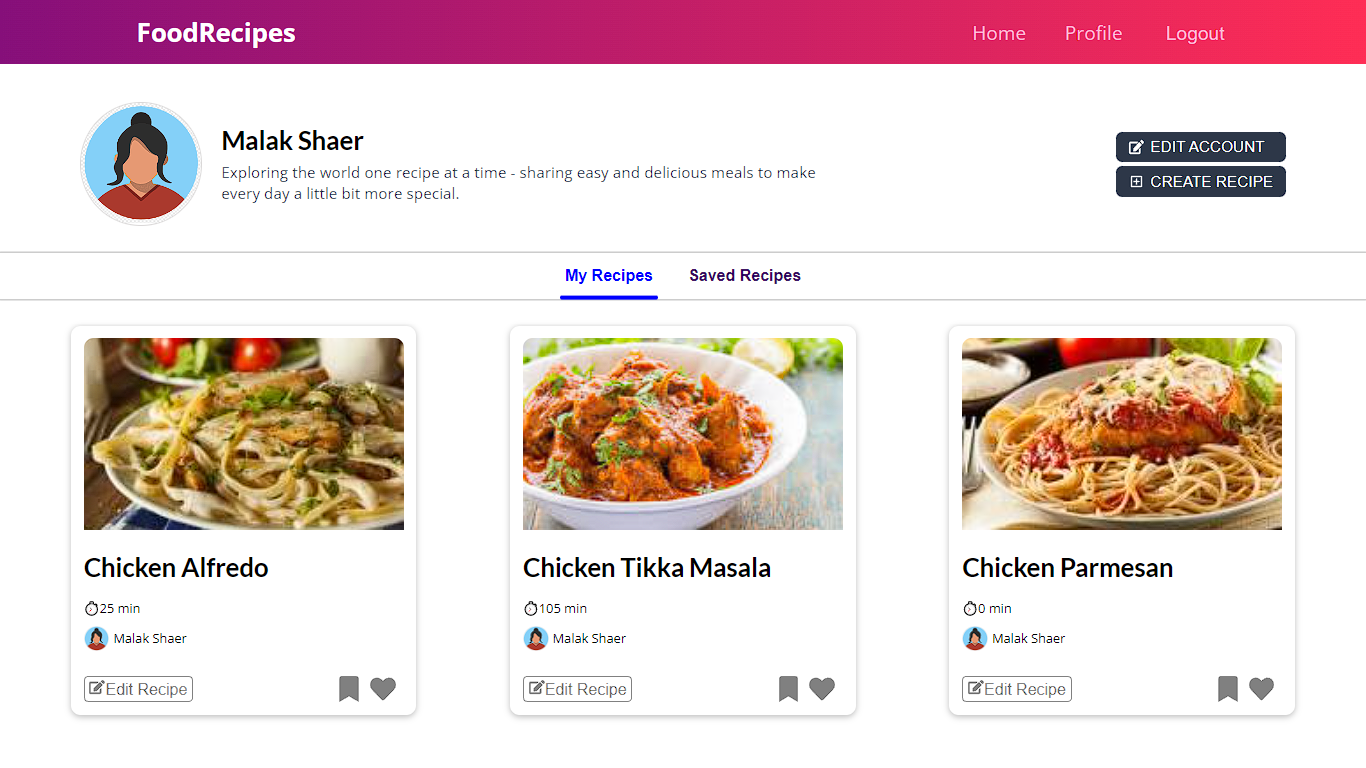 FoodRecipes
Home Profile Logout
Malak Shaer
Exploring the world one recipe at a time - sharing easy and delicious meals to make
every day a little bit more special.
EDIT ACCOUNT
CREATE RECIPE
My Recipes Saved Recipes
Chicken Alfredo
25 min
Malak Shaer
Edit Recipe
Chicken Tikka Masala
105 min
Malak Shaer
Edit Recipe
Chicken Parmesan
0 min
Malak Shaer
Edit Recipe